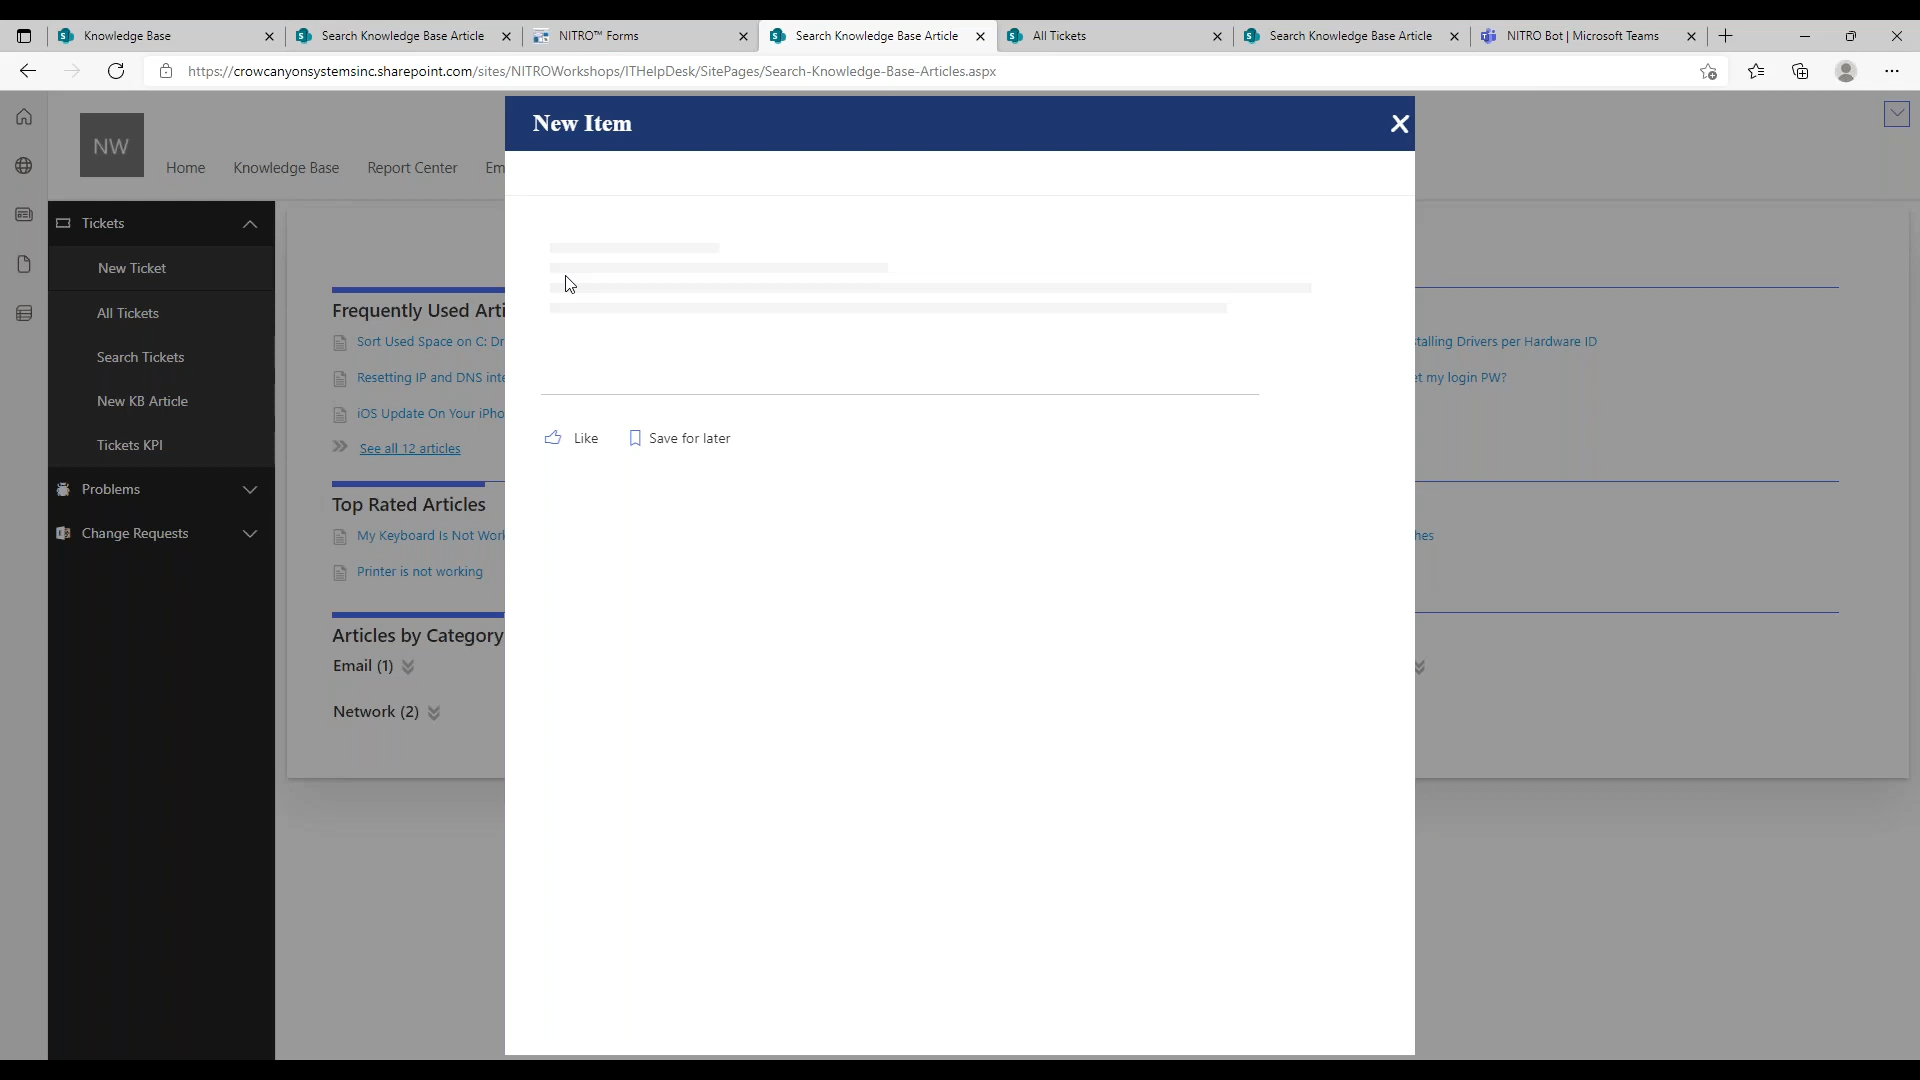 Knowledge Base
Search Knowledge Base Article
NITRO™ Forms
Search Knowledge Base Article
All Tickets
Search Knowledge Base Article
NITRO Bot | Microsoft Teams
https://crowcanyonsystemsinc.sharepoint.com/sites/NITROWorkshops/ITHelpDesk/SitePages/Search-Knowledge-Base-Articles.aspx
NW
Home
Knowledge Base
Report Center
Em
Tickets
New Ticket
All Tickets
Search Tickets
New KB Article
Tickets KPI
Problems
Change Requests
Frequently Used Arti
Sort Used Space on C: Dr
Resetting IP and DNS inte
iOS Update On Your iPho
See all 12 articles
Top Rated Articles
My Keyboard Is Not Work
Printer is not working
Articles by Category
Email (1)
Network (2)
New Item
Like
Save for later
talling Drivers per Hardware ID
et my login PW?
hes